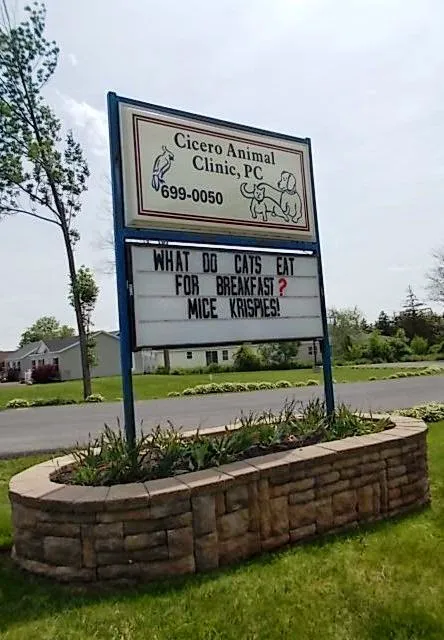 Cicero Animal
Clinic, PC
699-0050
WHAT DO CATS EAT
FOR BREAKFAST?
MICE KRISPIES!